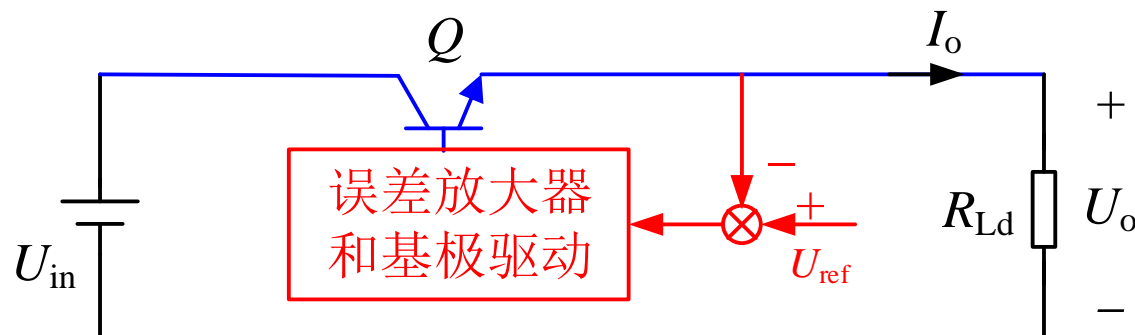 Q
I_o
误差放大器
和基极驱动
−
+
U_ref
U_in
R_Ld
+
U_o
−